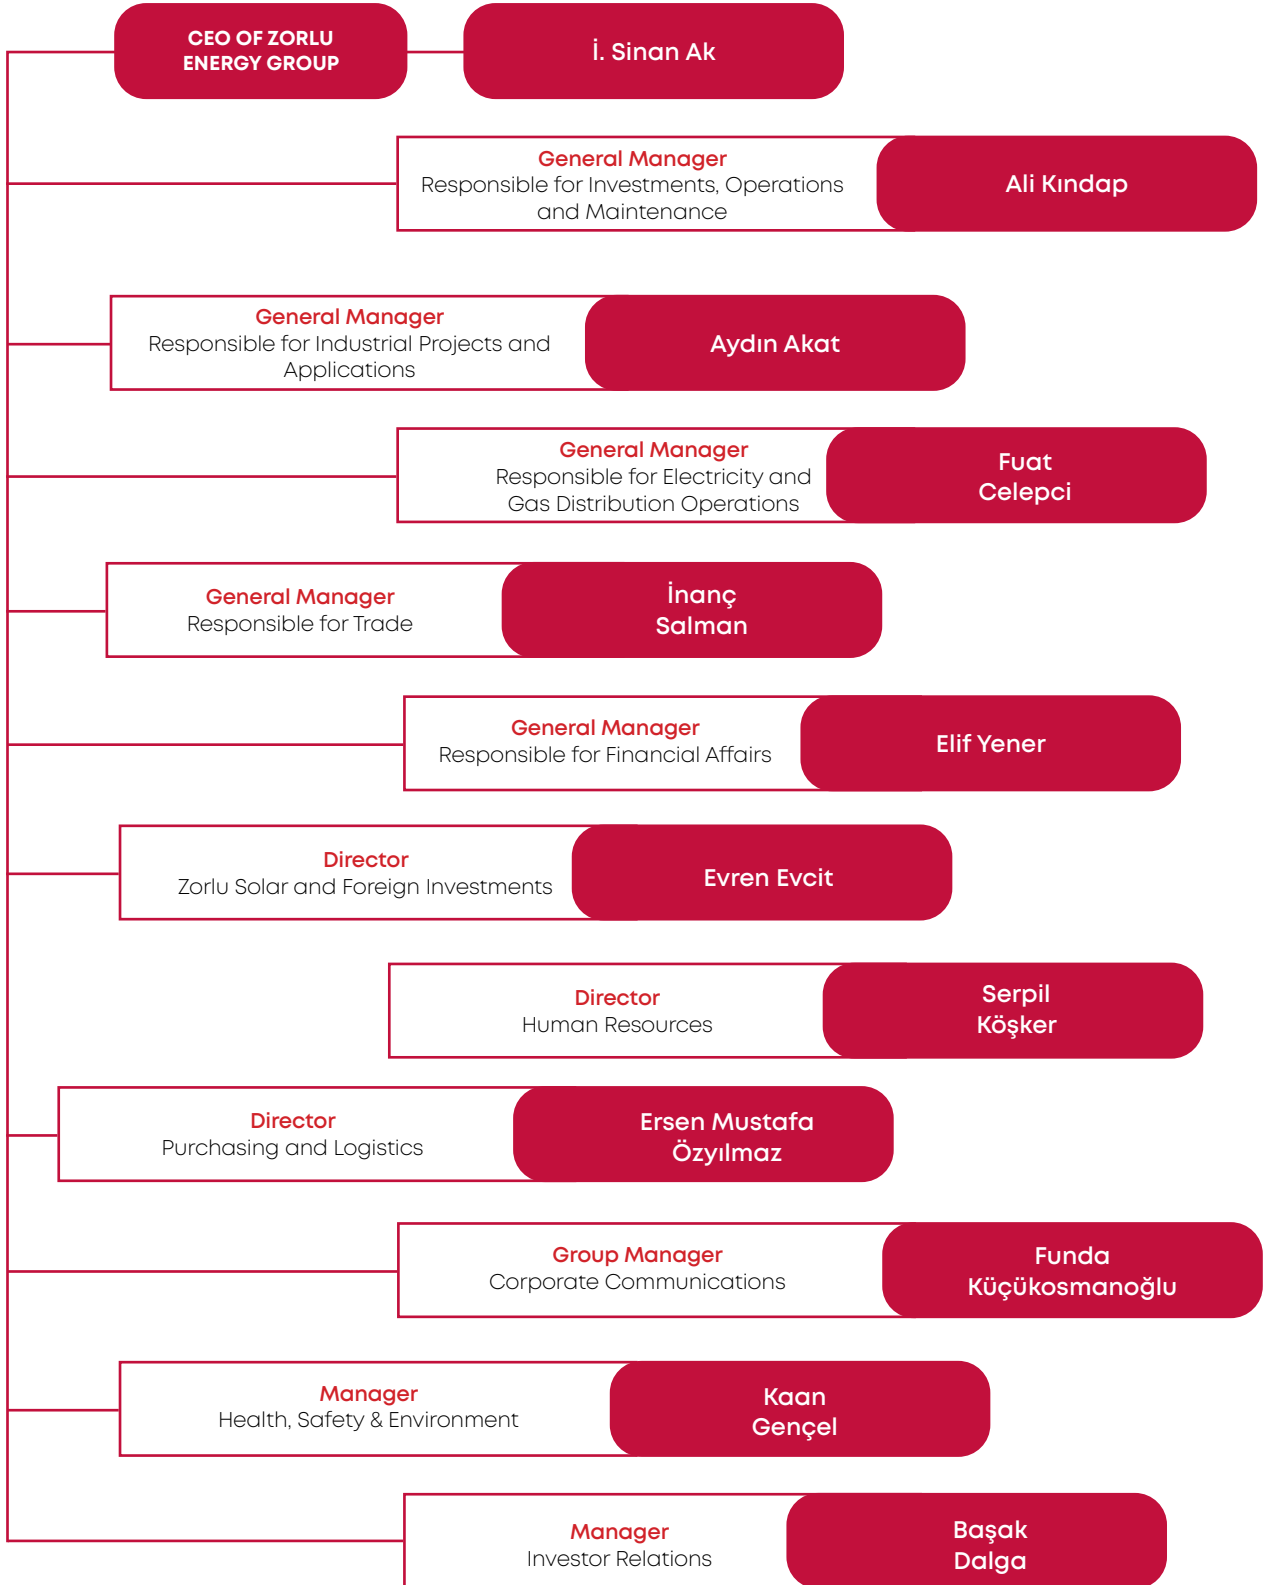 CEO OF ZORLU
ENERGY GROUP
İ. Sinan Ak
General Manager
Responsible for Investments, Operations
and Maintenance
Ali Kındap
General Manager
Responsible for Industrial Projects and
Applications
Aydın Akat
General Manager
Responsible for Electricity and
Gas Distribution Operations
Fuat
Celepci
General Manager
Responsible for Trade
İnanç
Salman
General Manager
Responsible for Financial Affairs
Elif Yener
Director
Zorlu Solar and Foreign Investments
Evren Evcit
Director
Human Resources
Serpil
Köşker
Director
Purchasing and Logistics
Ersen Mustafa
Özyılmaz
Group Manager
Corporate Communications
Funda
Küçükosmanoğlu
Manager
Health, Safety & Environment
Kaan
Gençel
Manager
Investor Relations
Başak
Dalga